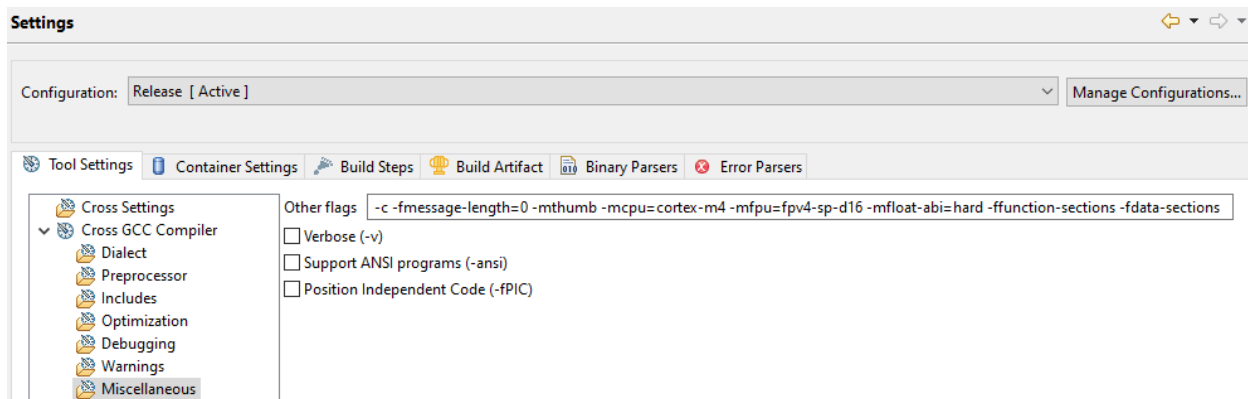 Settings
Configuration: Release [ Active ] Manage Configurations...
Tool Settings Container Settings Build Steps Build Artifact Binary Parsers Error Parsers
Cross Settings
Cross GCC Compiler
Dialect
Preprocessor
Includes
Optimization
Debugging
Warnings
Miscellaneous
Other flags -c -fmessage-length=0 -mthumb -mcpu=cortex-m4 -mfpu=fpv4-sp-d16 -mfloat-abi=hard -ffunction-sections -fdata-sections
Verbose (-v)
Support ANSI programs (-ansi)
Position Independent Code (-fPIC)